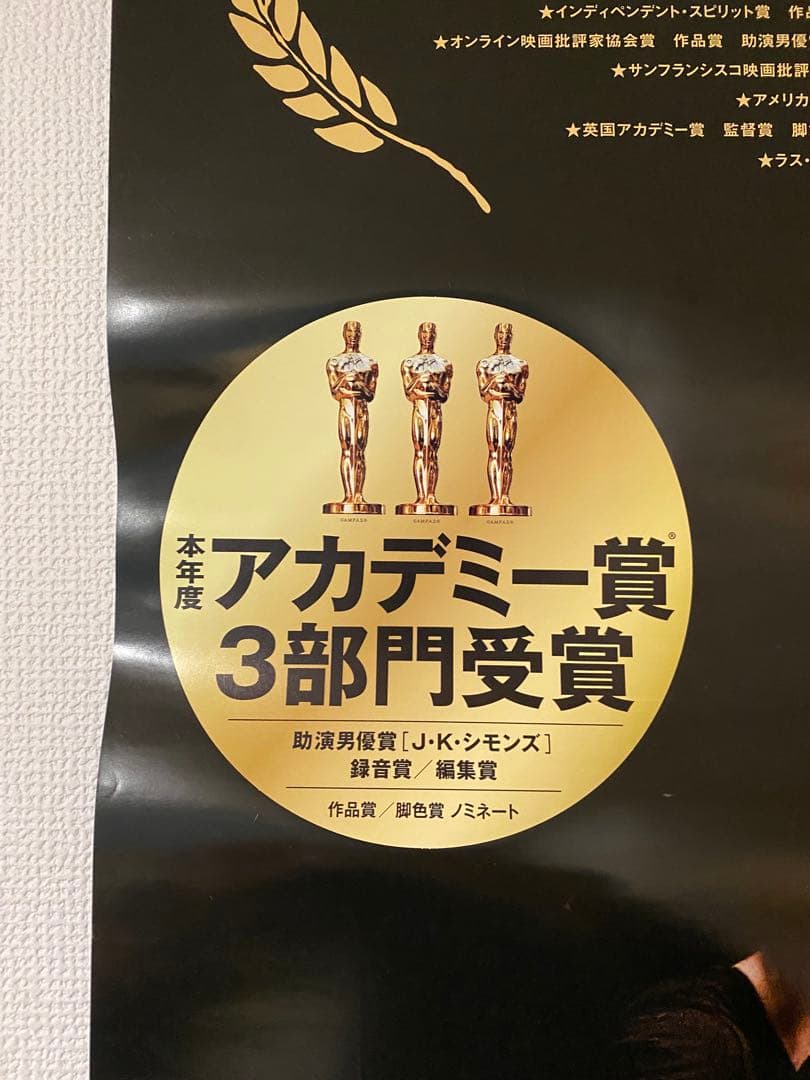 ★インディペンデント・スピリット賞 作品
★オンライン映画批評家協会賞 作品賞 助演男優賞
★サンフランシスコ映画批評
★アメリカ
★英国アカデミー賞 監督賞 脚
★ラス・
©A.M.P.A.S.® ©A.M.P.A.S.® ©A.M.P.A.S.®
本年度 アカデミー賞®
3部門受賞
助演男優賞[J・K・シモンズ]
録音賞/編集賞
作品賞/脚色賞 ノミネート